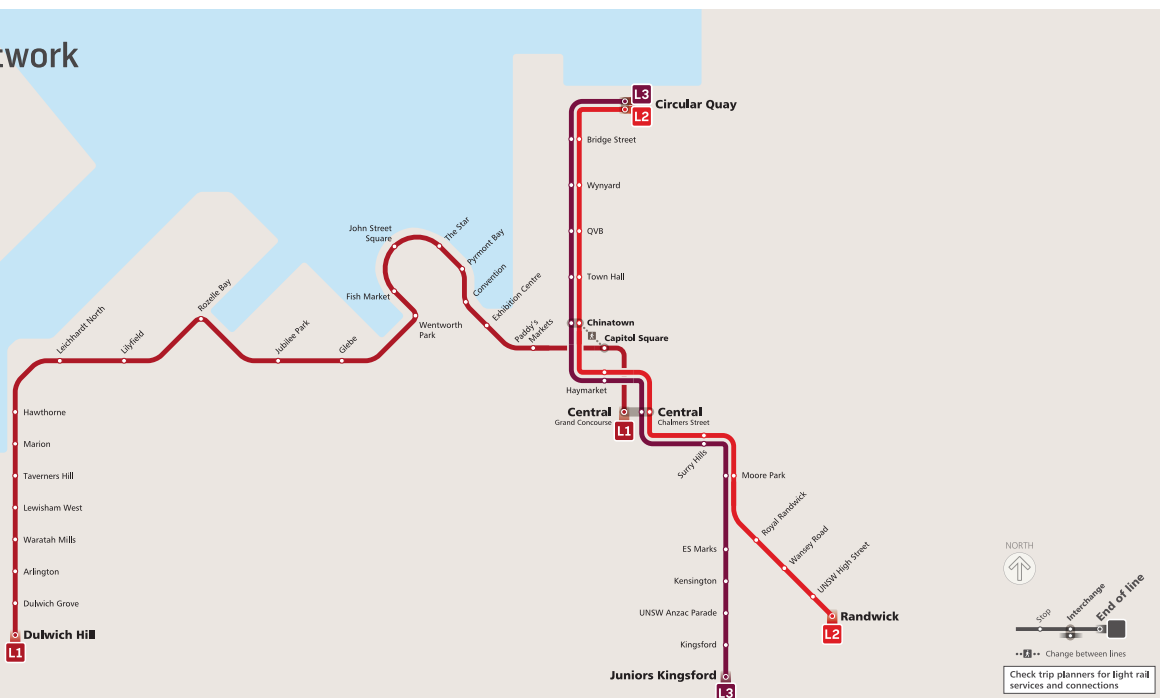 twork
L3
Circular Quay
L2
Bridge Street
Wynyard
QVB
Town Hall
Chinatown
Capitol Square
Haymarket
Central
Grand Concourse
L1
Central
Chalmers Street
Surry Hills
Moore Park
Royal Randwick
Wansey Road
UNSW High Street
Randwick
L2
ES Marks
Kensington
UNSW Anzac Parade
Kingsford
Juniors Kingsford
L3
Paddy's
Markets
Exhibition Centre
Convention
Pyrmont Bay
The Star
John Street
Square
Fish Market
Wentworth
Park
Glebe
Jubilee Park
Rozelle Bay
Lilyfield
Leichhardt North
Hawthorne
Marion
Taverners Hill
Lewisham West
Waratah Mills
Arlington
Dulwich Grove
Dulwich Hill
L1
NORTH
Stop
Interchange
End of line
Change between lines
Check trip planners for light rail
services and connections